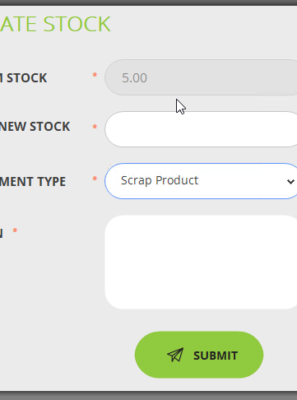 ATE STOCK
M STOCK * 5.00
NEW STOCK *
MENT TYPE * Scrap Product
N *
SUBMIT